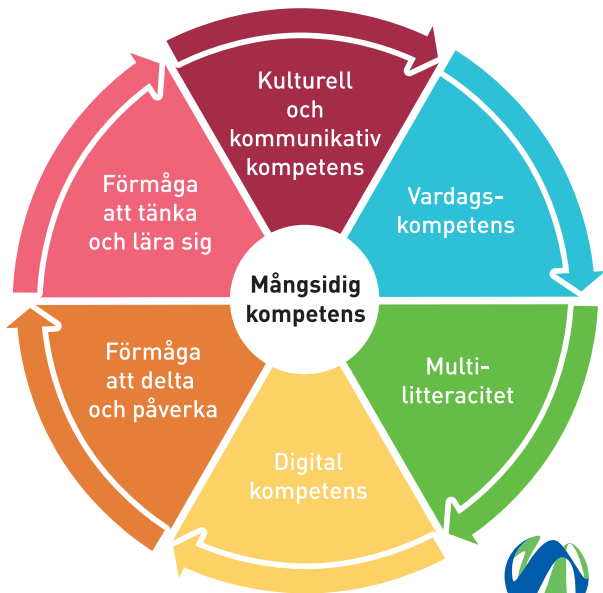 Kulturell
och
kommunikativ
kompetens
Vardags-
kompetens
Multi-
litteracitet
Digital
kompetens
Förmåga
att delta
och påverka
Förmåga
att tänka
och lära sig
Mångsidig
kompetens